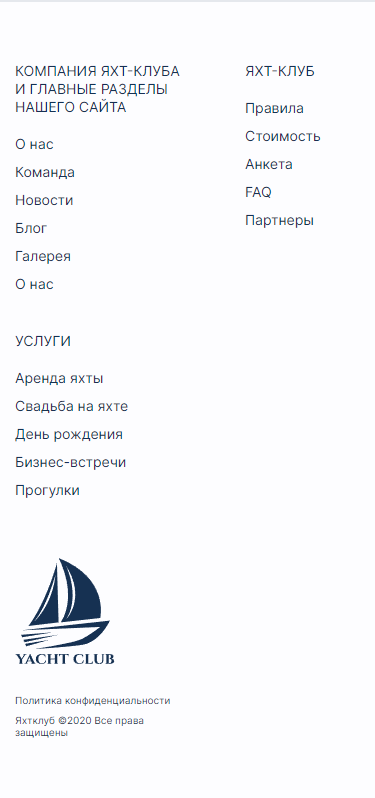 КОМПАНИЯ ЯХТ-КЛУБА
И ГЛАВНЫЕ РАЗДЕЛЫ
НАШЕГО САЙТА
О нас
Команда
Новости
Блог
Галерея
О нас
ЯХТ-КЛУБ
Правила
Стоимость
Анкета
FAQ
Партнеры
УСЛУГИ
Аренда яхты
Свадьба на яхте
День рождения
Бизнес-встречи
Прогулки
YACHT CLUB
Политика конфиденциальности
Яхтклуб ©2020 Все права
защищены